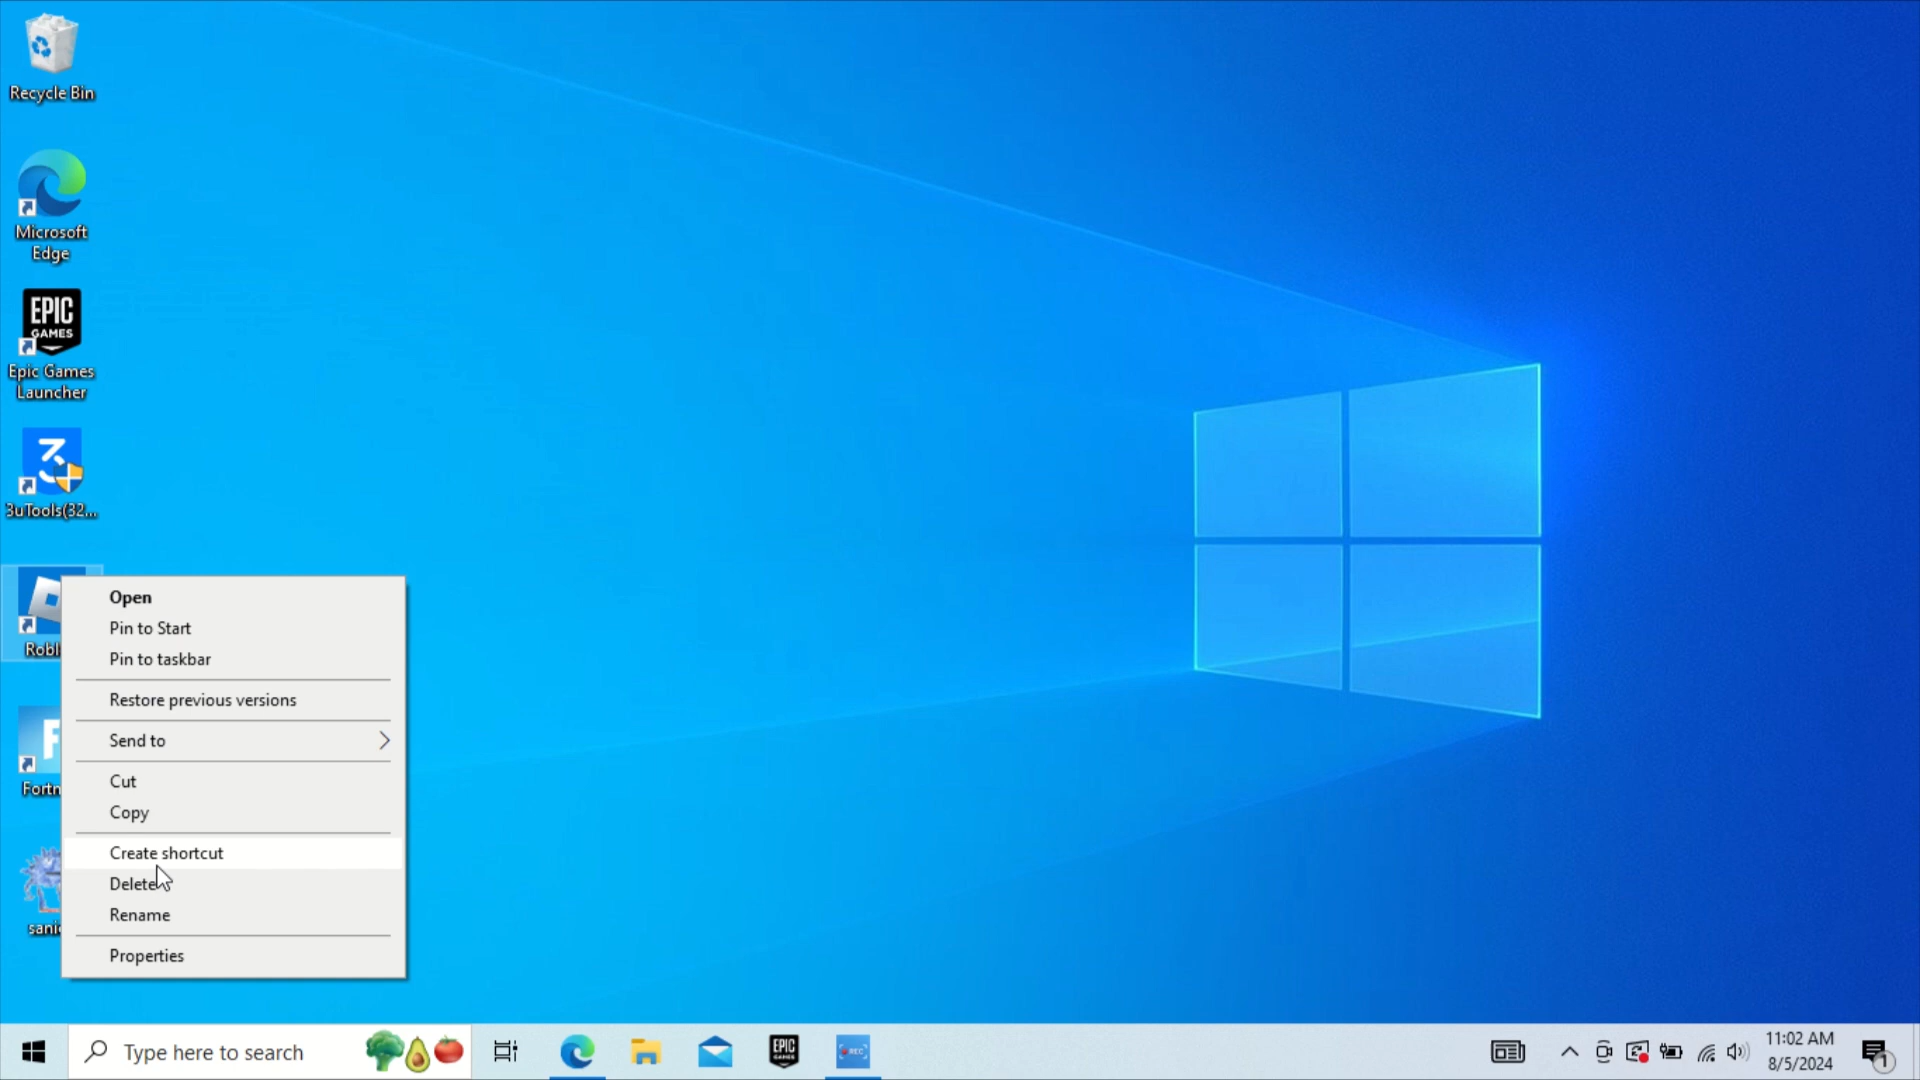 Recycle Bin
Microsoft
Edge
EPIC
GAMES
Epic Games
Launcher
3uTools(32...
Robl
Fortn
sani
Open
Pin to Start
Pin to taskbar
Restore previous versions
Send to
Cut
Copy
Create shortcut
Delete
Rename
Properties
Type here to search
EPIC
GAMES
REC
11:02 AM
8/5/2024
1